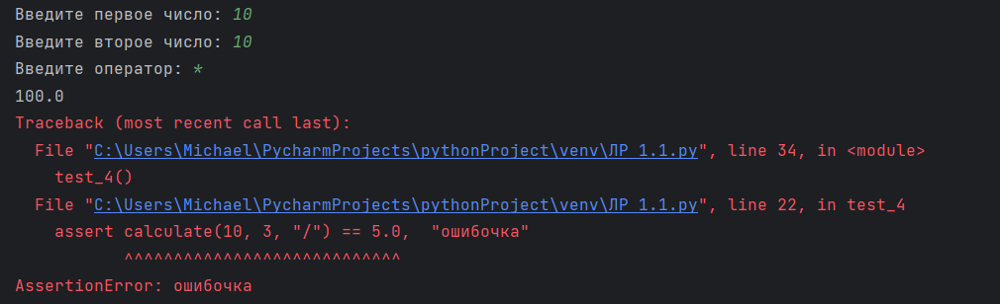 Введите первое число: 10
Введите второе число: 10
Введите оператор: *
100.0
Traceback (most recent call last):
  File "C:\Users\Michael\PycharmProjects\pythonProject\venv\ЛР 1.1.py", line 34, in <module>
    test_4()
  File "C:\Users\Michael\PycharmProjects\pythonProject\venv\ЛР 1.1.py", line 22, in test_4
    assert calculate(10, 3, "/") == 5.0,  "ошибочка"
           ^^^^^^^^^^^^^^^^^^^^^^^^^^^^
AssertionError: ошибочка